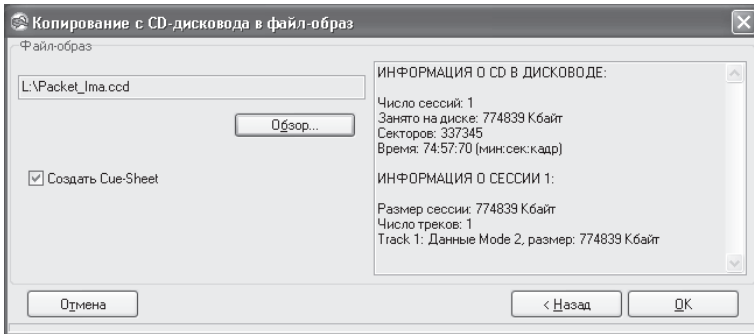 Копирование с CD-дисковода в файл-образ
Файл-образ
L:\Packet_Ima.ccd
Обзор...
Создать Cue-Sheet
ИНФОРМАЦИЯ О CD В ДИСКОВОДЕ:
Число сессий: 1
Занято на диске: 774839 Кбайт
Секторов: 337345
Время: 74:57:70 (мин:сек:кадр)
ИНФОРМАЦИЯ О СЕССИИ 1:
Размер сессии: 774839 Кбайт
Число треков: 1
Track 1: Данные Mode 2, размер: 774839 Кбайт
Отмена
< Назад
OK